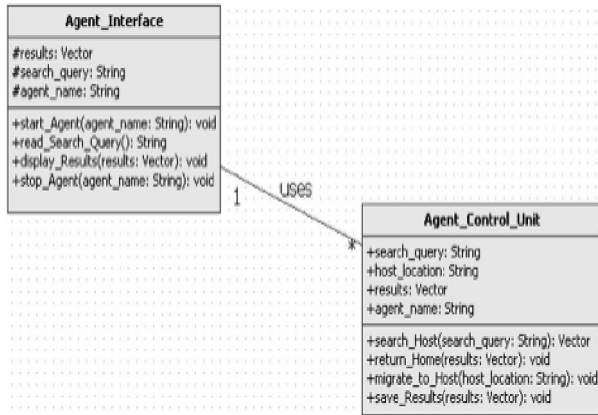 Agent_Interface
#results: Vector
#search_query: String
#agent_name: String
+start_Agent(agent_name: String): void
+read_Search_Query(): String
+display_Results(results: Vector): void
+stop_Agent(agent_name: String): void
1
uses
*
Agent_Control_Unit
+search_query: String
+host_location: String
+results: Vector
+agent_name: String
+search_Host(search_query: String): Vector
+return_Home(results: Vector): void
+migrate_to_Host(host_location: String): void
+save_Results(results: Vector): void